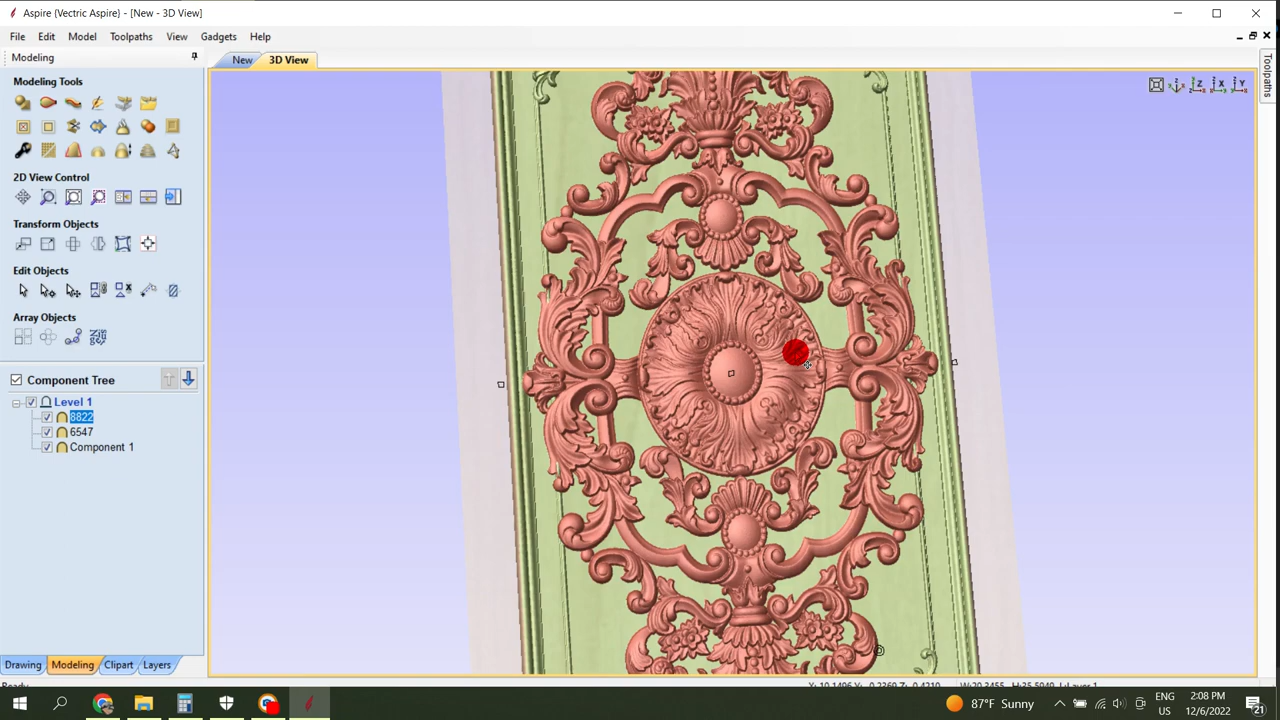 Aspire (Vectric Aspire) - [New - 3D View]
File Edit Model Toolpaths View Gadgets Help
Modeling
New 3D View
Modeling Tools
2D View Control
Transform Objects
Edit Objects
Array Objects
Component Tree
Level 1
8822
6547
Component 1
Toolpaths
Drawing Modeling Clipart Layers
Ready
87°F Sunny
ENG
US
2:08 PM
12/6/2022
21